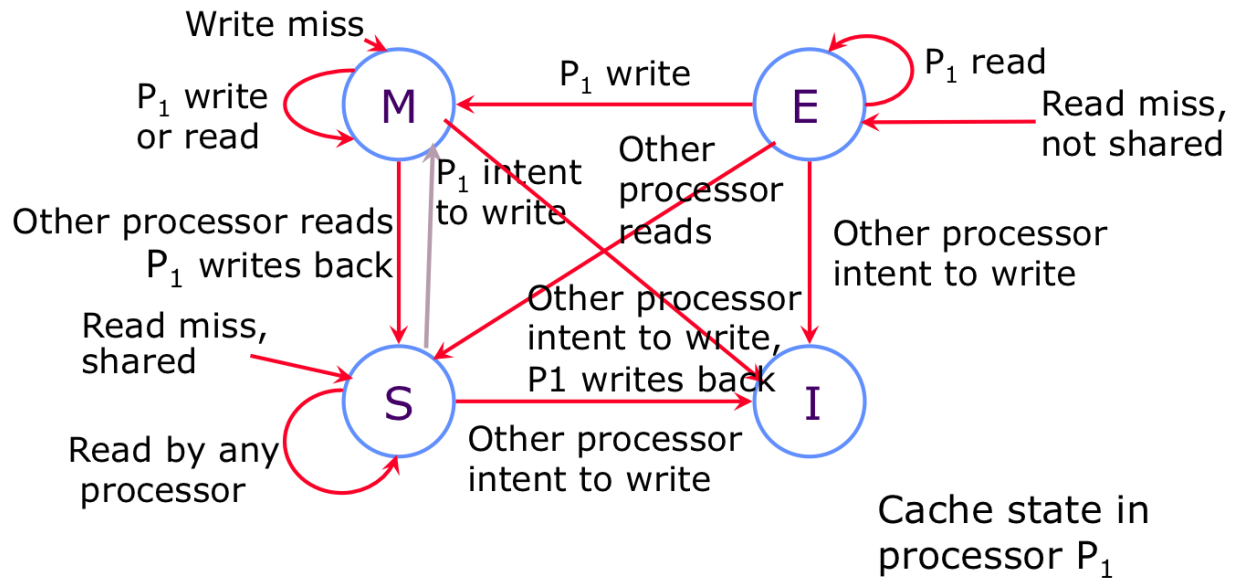 Write miss
M
P₁ write
or read
P₁ write
E
P₁ read
Read miss,
not shared
P₁ intent
to write
Other
processor
reads
Other processor reads
P₁ writes back
Other processor
intent to write
Read miss,
shared
Other processor
intent to write,
P1 writes back
S
I
Read by any
processor
Other processor
intent to write
Cache state in
processor P₁